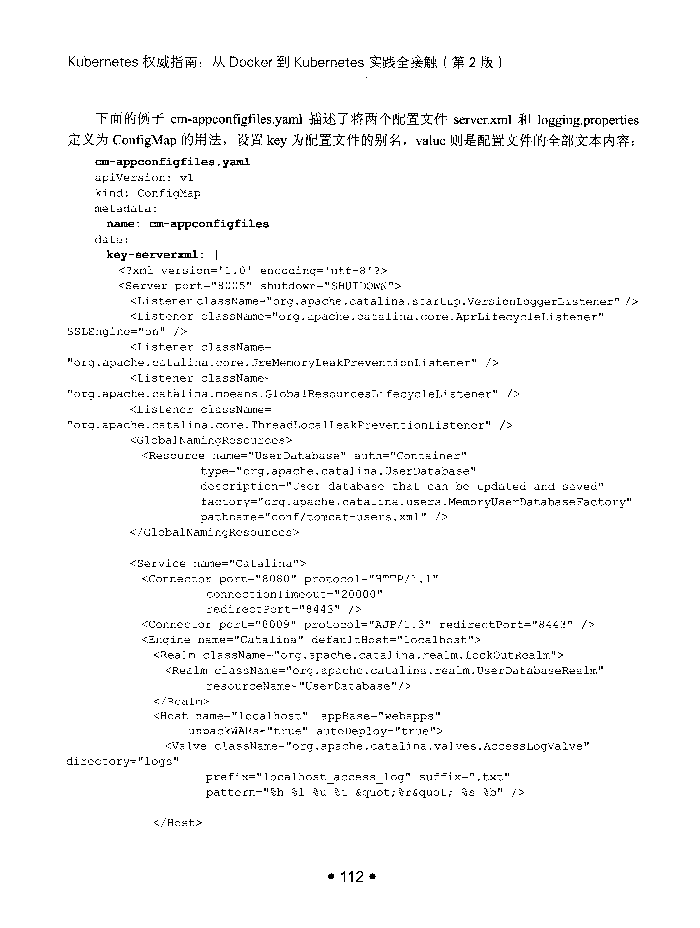 Kubernetes 权威指南：从 Docker 到 Kubernetes 实践全接触（第 2 版）
下面的例子 cm-appconfigfiles.yaml 描述了将两个配置文件 server.xml 和 logging.properties
定义为 ConfigMap 的用法，设置 key 为配置文件的别名，value 则是配置文件的全部文本内容：
cm-appconfigfiles.yaml
apiVersion: v1
kind: ConfigMap
metadata:
name: cm-appconfigfiles
data:
key-serverxml: |
<?xml version='1.0' encoding='utf-8'?>
<Server port="8005" shutdown="SHUTDOWN">
<Listener className="org.apache.catalina.startup.VersionLoggerListener" />
<Listener className="org.apache.catalina.core.AprLifecycleListener"
SSLEngine="on" />
<Listener className=
"org.apache.catalina.core.JreMemoryLeakPreventionListener" />
<Listener className=
"org.apache.catalina.mbeans.GlobalResourcesLifecycleListener" />
<Listener className=
"org.apache.catalina.core.ThreadLocalLeakPreventionListener" />
<GlobalNamingResources>
<Resource name="UserDatabase" auth="Container"
type="org.apache.catalina.UserDatabase"
description="User database that can be updated and saved"
factory="org.apache.catalina.users.MemoryUserDatabaseFactory"
pathname="conf/tomcat-users.xml" />
</GlobalNamingResources>
<Service name="Catalina">
<Connector port="8080" protocol="HTTP/1.1"
connectionTimeout="20000"
redirectPort="8443" />
<Connector port="8009" protocol="AJP/1.3" redirectPort="8443" />
<Engine name="Catalina" defaultHost="localhost">
<Realm className="org.apache.catalina.realm.LockOutRealm">
<Realm className="org.apache.catalina.realm.UserDatabaseRealm"
resourceName="UserDatabase"/>
</Realm>
<Host name="localhost" appBase="webapps"
unpackWARs="true" autoDeploy="true">
<Valve className="org.apache.catalina.valves.AccessLogValve"
directory="logs"
prefix="localhost_access_log" suffix=".txt"
pattern="%h %l %u %t &quot;%r&quot; %s %b" />
</Host>
• 112 •